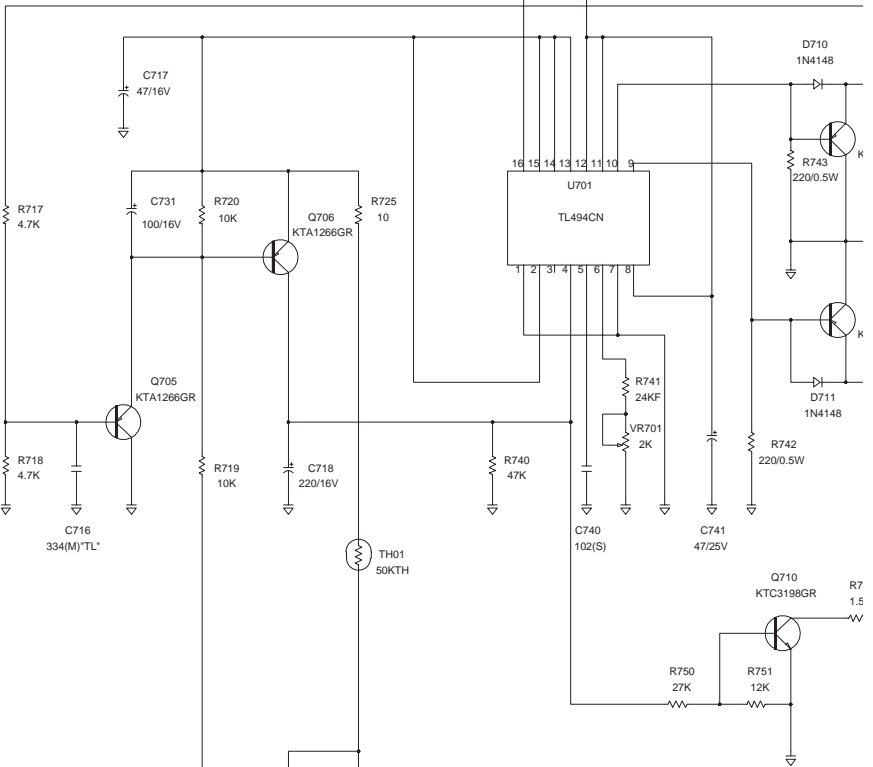 D710
1N4148
C717
47/16V
16 15 14 13 12 11 10 9
K
R743
220/0.5W
U701
TL494CN
R717
4.7K
C731
100/16V
R720
10K
Q706
KTA1266GR
R725
10
1 2 3 4 5 6 7 8
K
Q705
KTA1266GR
R741
24KF
D711
1N4148
VR701
2K
R718
4.7K
R719
10K
C718
220/16V
R740
47K
R742
220/0.5W
C716
334(M)"TL"
C740
102(S)
C741
47/25V
TH01
50KTH
Q710
KTC3198GR
R7
1.5
R750
27K
R751
12K